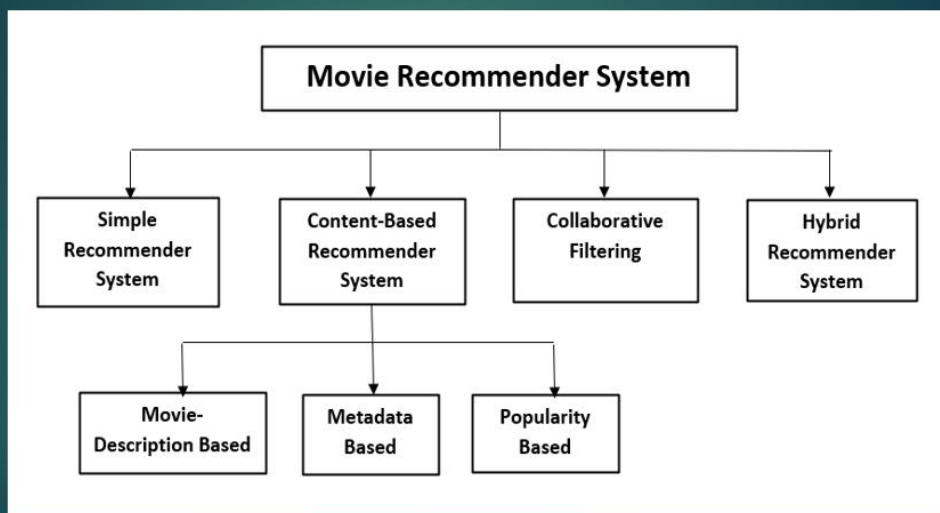 Movie Recommender System
Simple
Recommender
System
Content-Based
Recommender
System
Collaborative
Filtering
Hybrid
Recommender
System
Movie-
Description Based
Metadata
Based
Popularity
Based